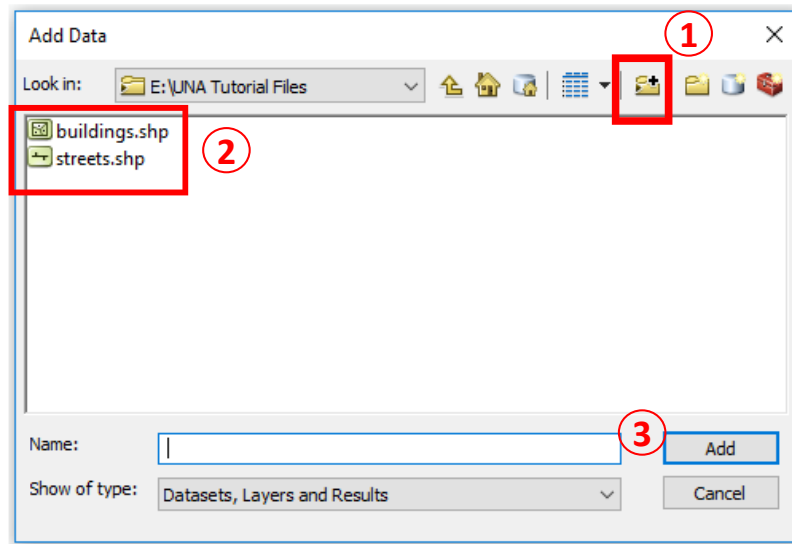 Add Data
1
Look in:
E:\UNA Tutorial Files
buildings.shp
2
streets.shp
Name:
3
Add
Show of type:
Datasets, Layers and Results
Cancel